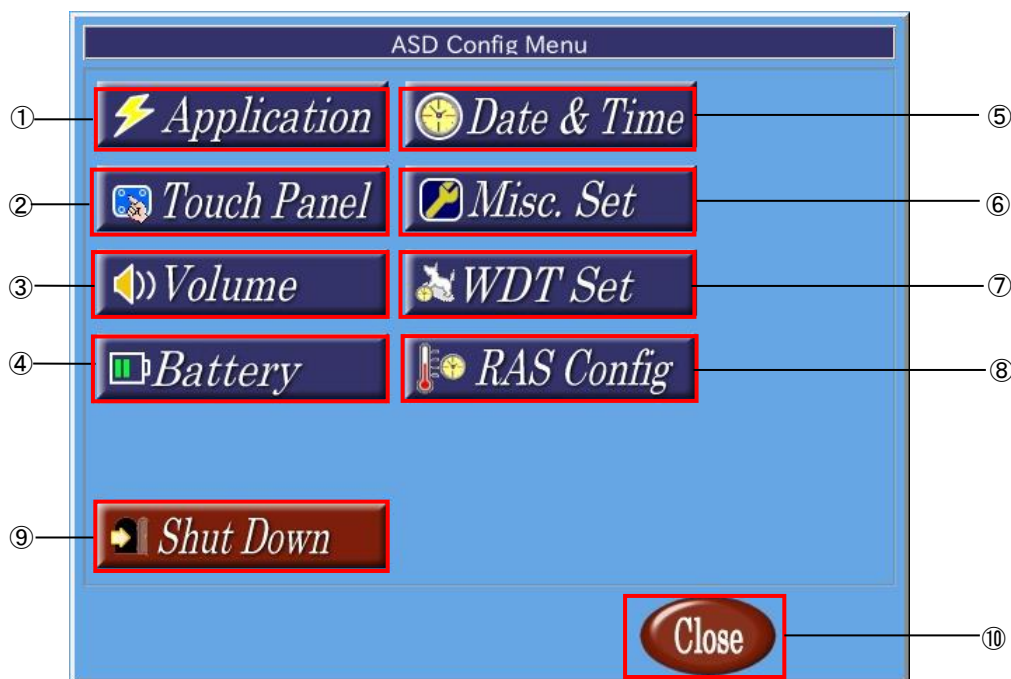 ASD Config Menu
① Application
Date & Time ⑤
② Touch Panel
Misc. Set ⑥
③ Volume
WDT Set ⑦
④ Battery
RAS Config ⑧
⑨ Shut Down
Close ⑩